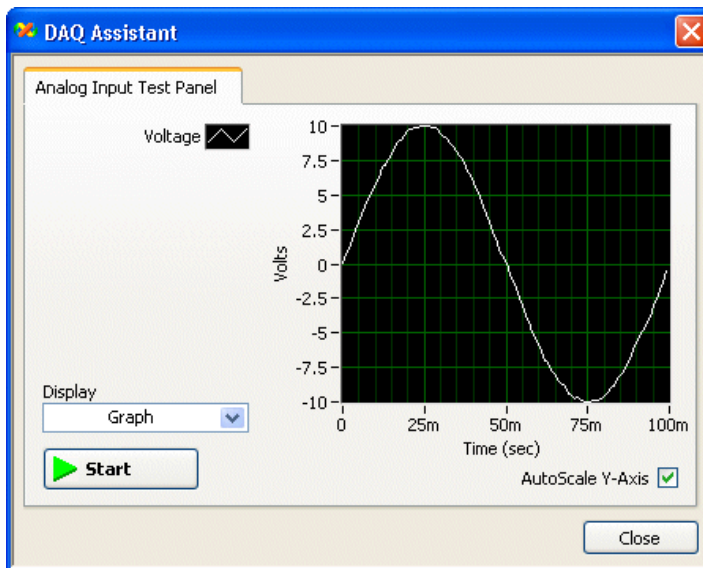 DAQ Assistant
Analog Input Test Panel
Voltage
10
7.5
5
2.5
0
-2.5
-5
-7.5
-10
Volts
0 25m 50m 75m 100m
Time (sec)
Display
Graph
Start
AutoScale Y-Axis
Close